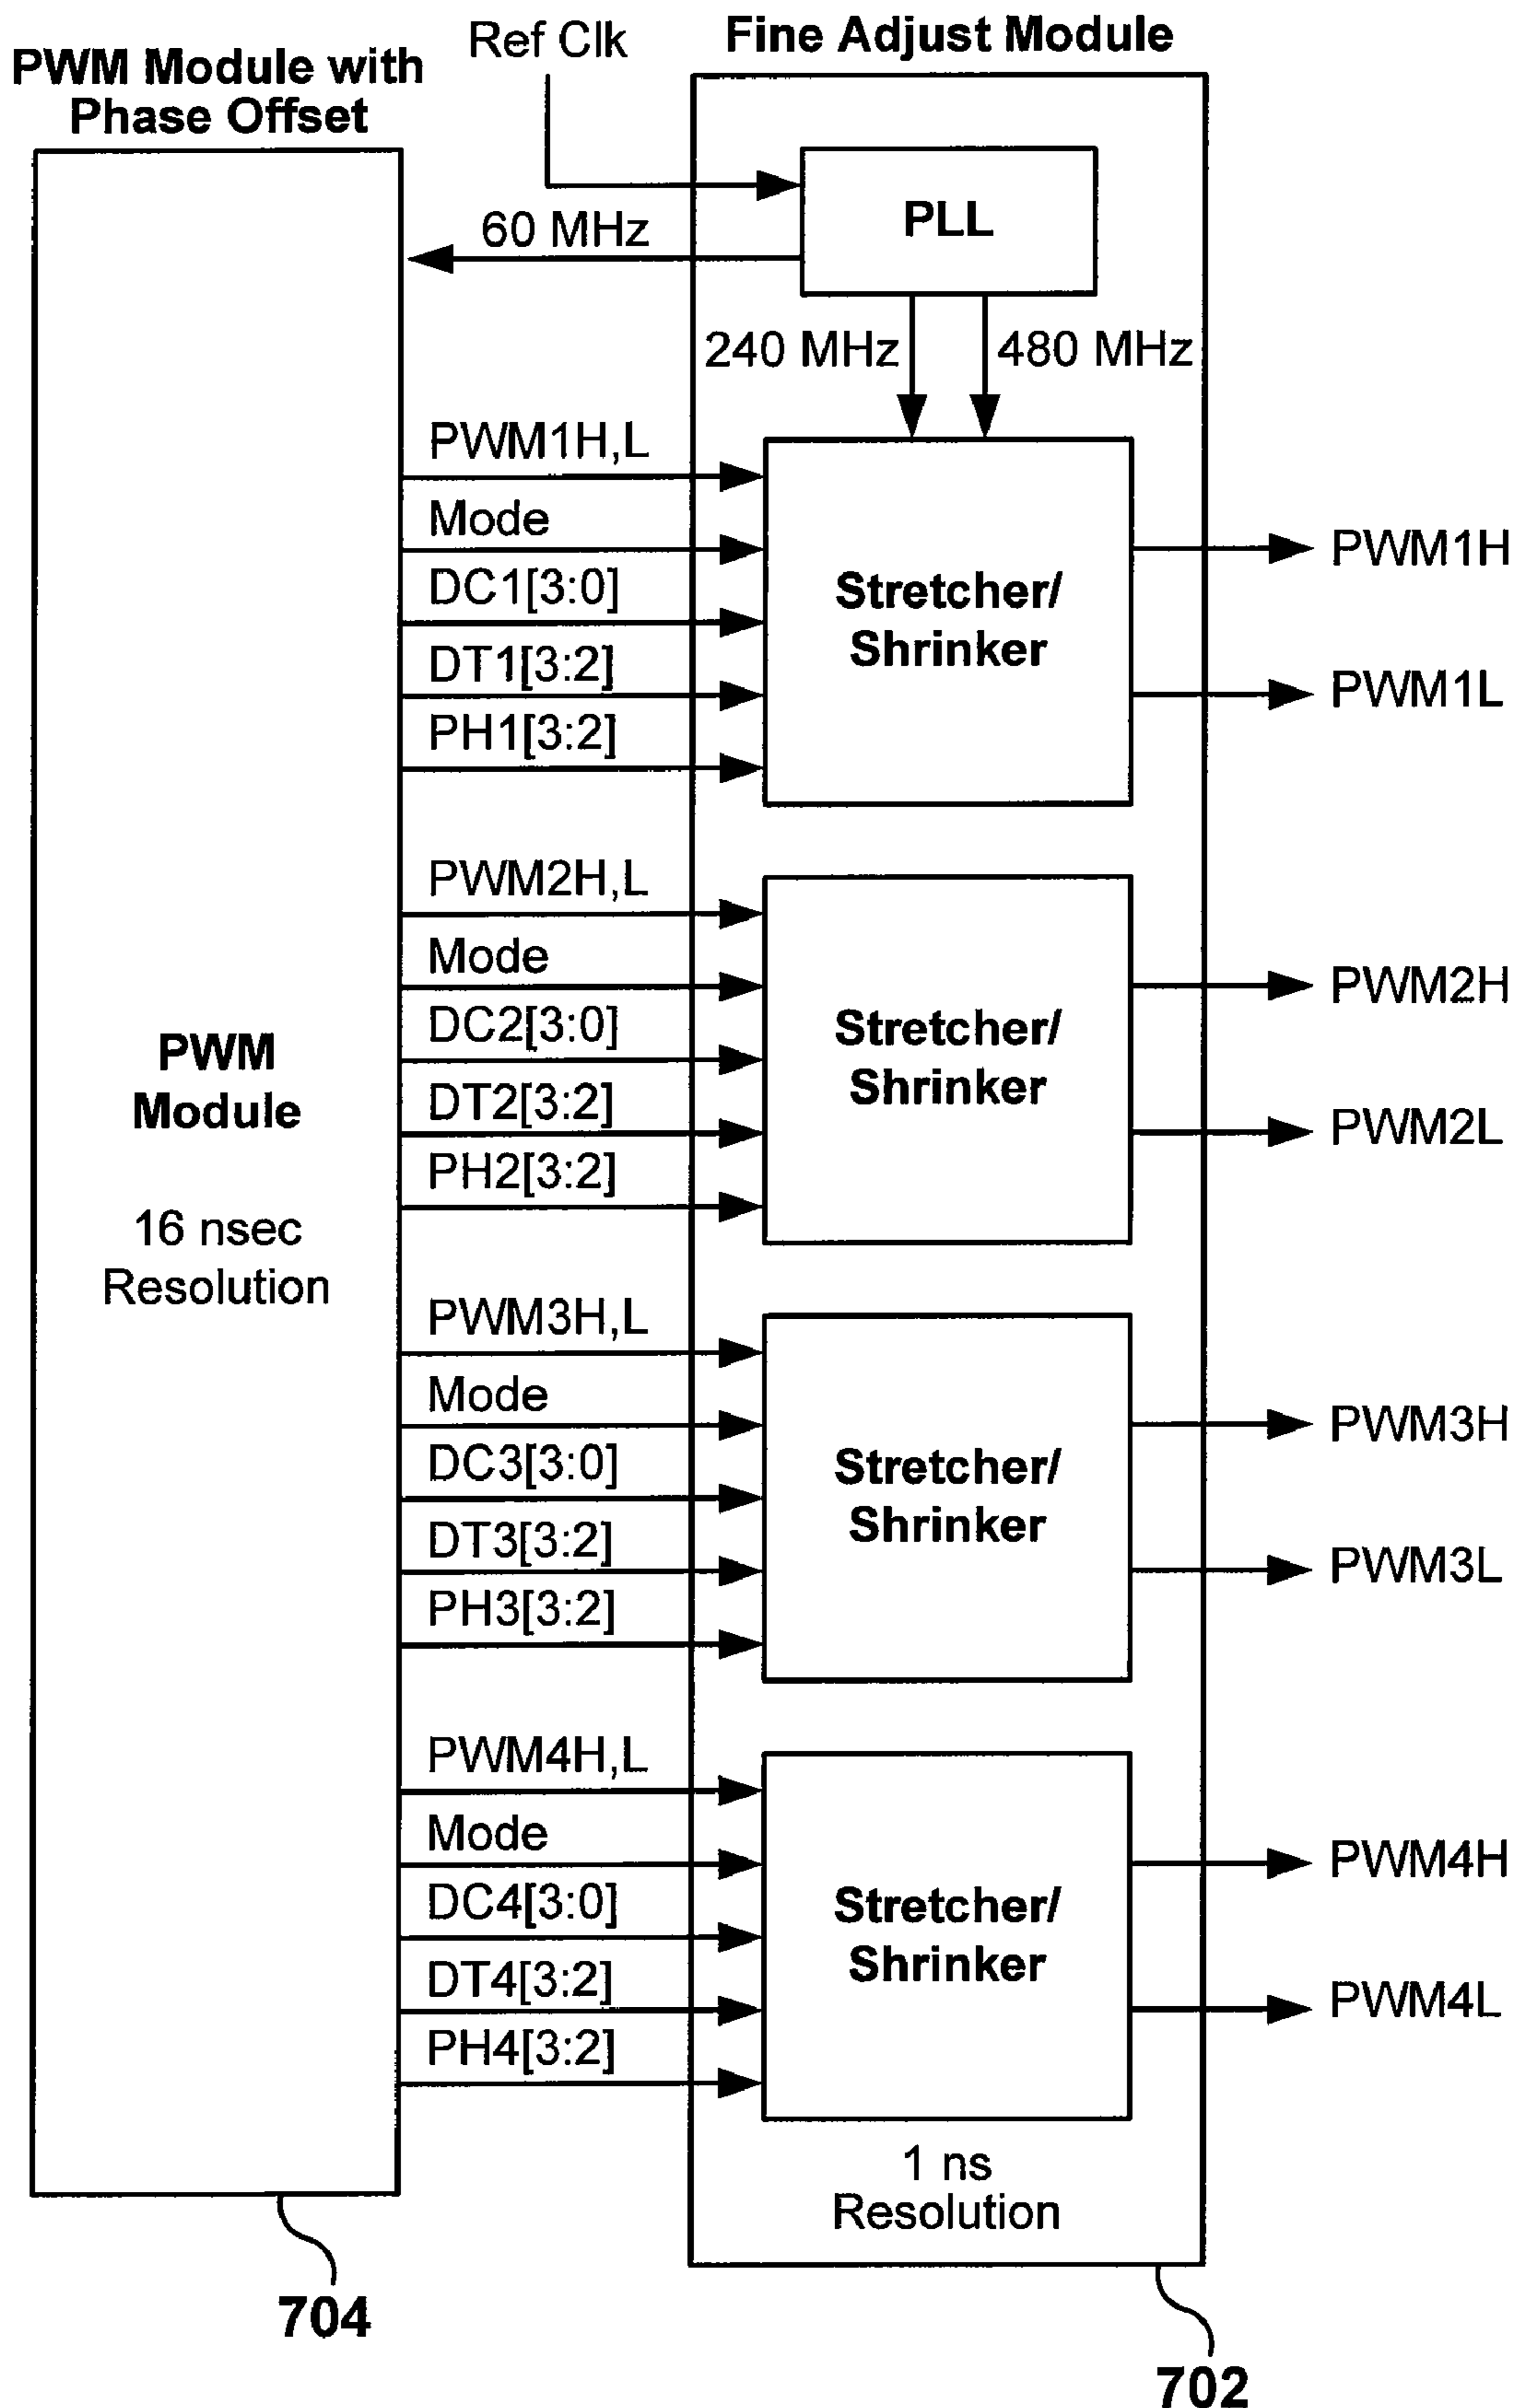 Ref Clk
Fine Adjust Module
PWM Module with
Phase Offset
PLL
60 MHz
240 MHz
480 MHz
PWM1H,L
Mode
DC1[3:0]
DT1[3:2]
PH1[3:2]
Stretcher/
Shrinker
PWM1H
PWM1L
PWM2H,L
Mode
DC2[3:0]
DT2[3:2]
PH2[3:2]
Stretcher/
Shrinker
PWM2H
PWM2L
PWM
Module
16 nsec
Resolution
PWM3H,L
Mode
DC3[3:0]
DT3[3:2]
PH3[3:2]
Stretcher/
Shrinker
PWM3H
PWM3L
PWM4H,L
Mode
DC4[3:0]
DT4[3:2]
PH4[3:2]
Stretcher/
Shrinker
PWM4H
PWM4L
1 ns
Resolution
704
702